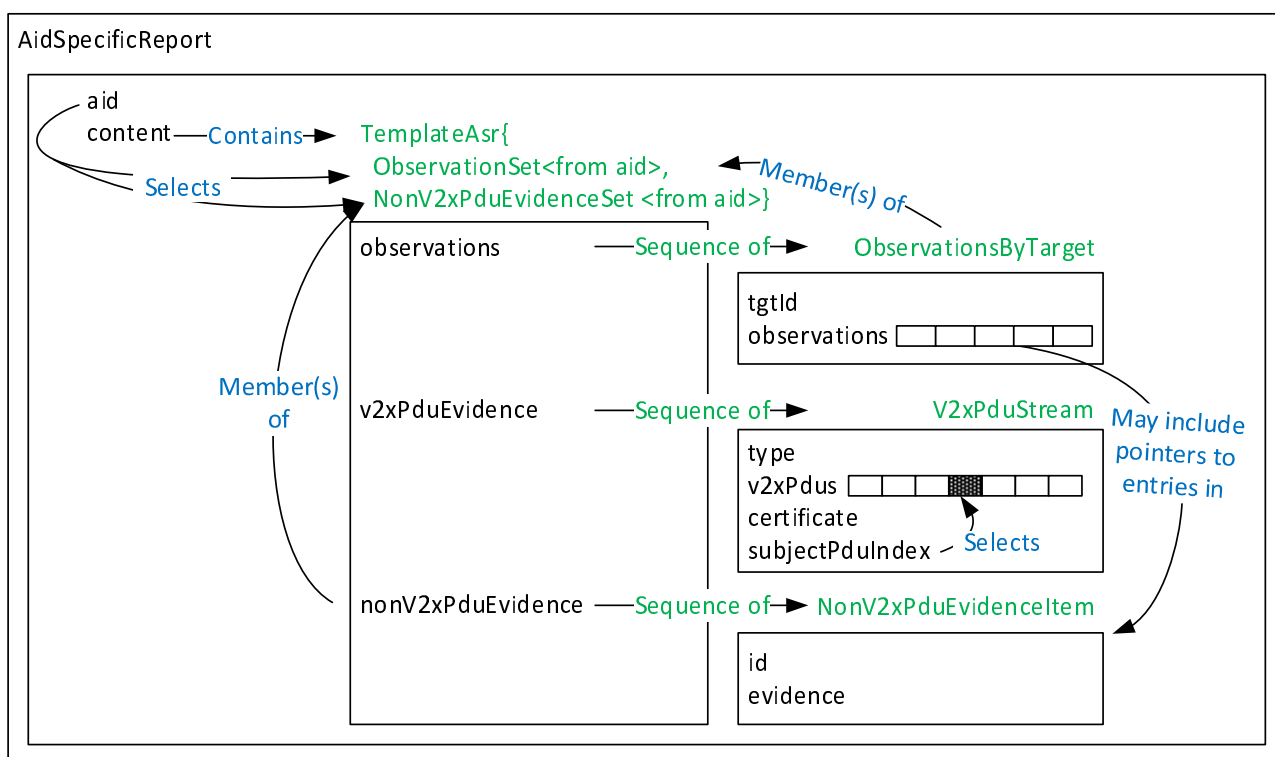 AidSpecificReport
aid
content
Contains
TemplateAsr{
ObservationSet<from aid>,
NonV2xPduEvidenceSet <from aid>}
Selects
Member(s) of
observations
Sequence of
ObservationsByTarget
tgtId
observations
Member(s)
of
v2xPduEvidence
Sequence of
V2xPduStream
May include
pointers to
entries in
type
v2xPdus
certificate
subjectPduIndex
Selects
nonV2xPduEvidence
Sequence of
NonV2xPduEvidenceItem
id
evidence